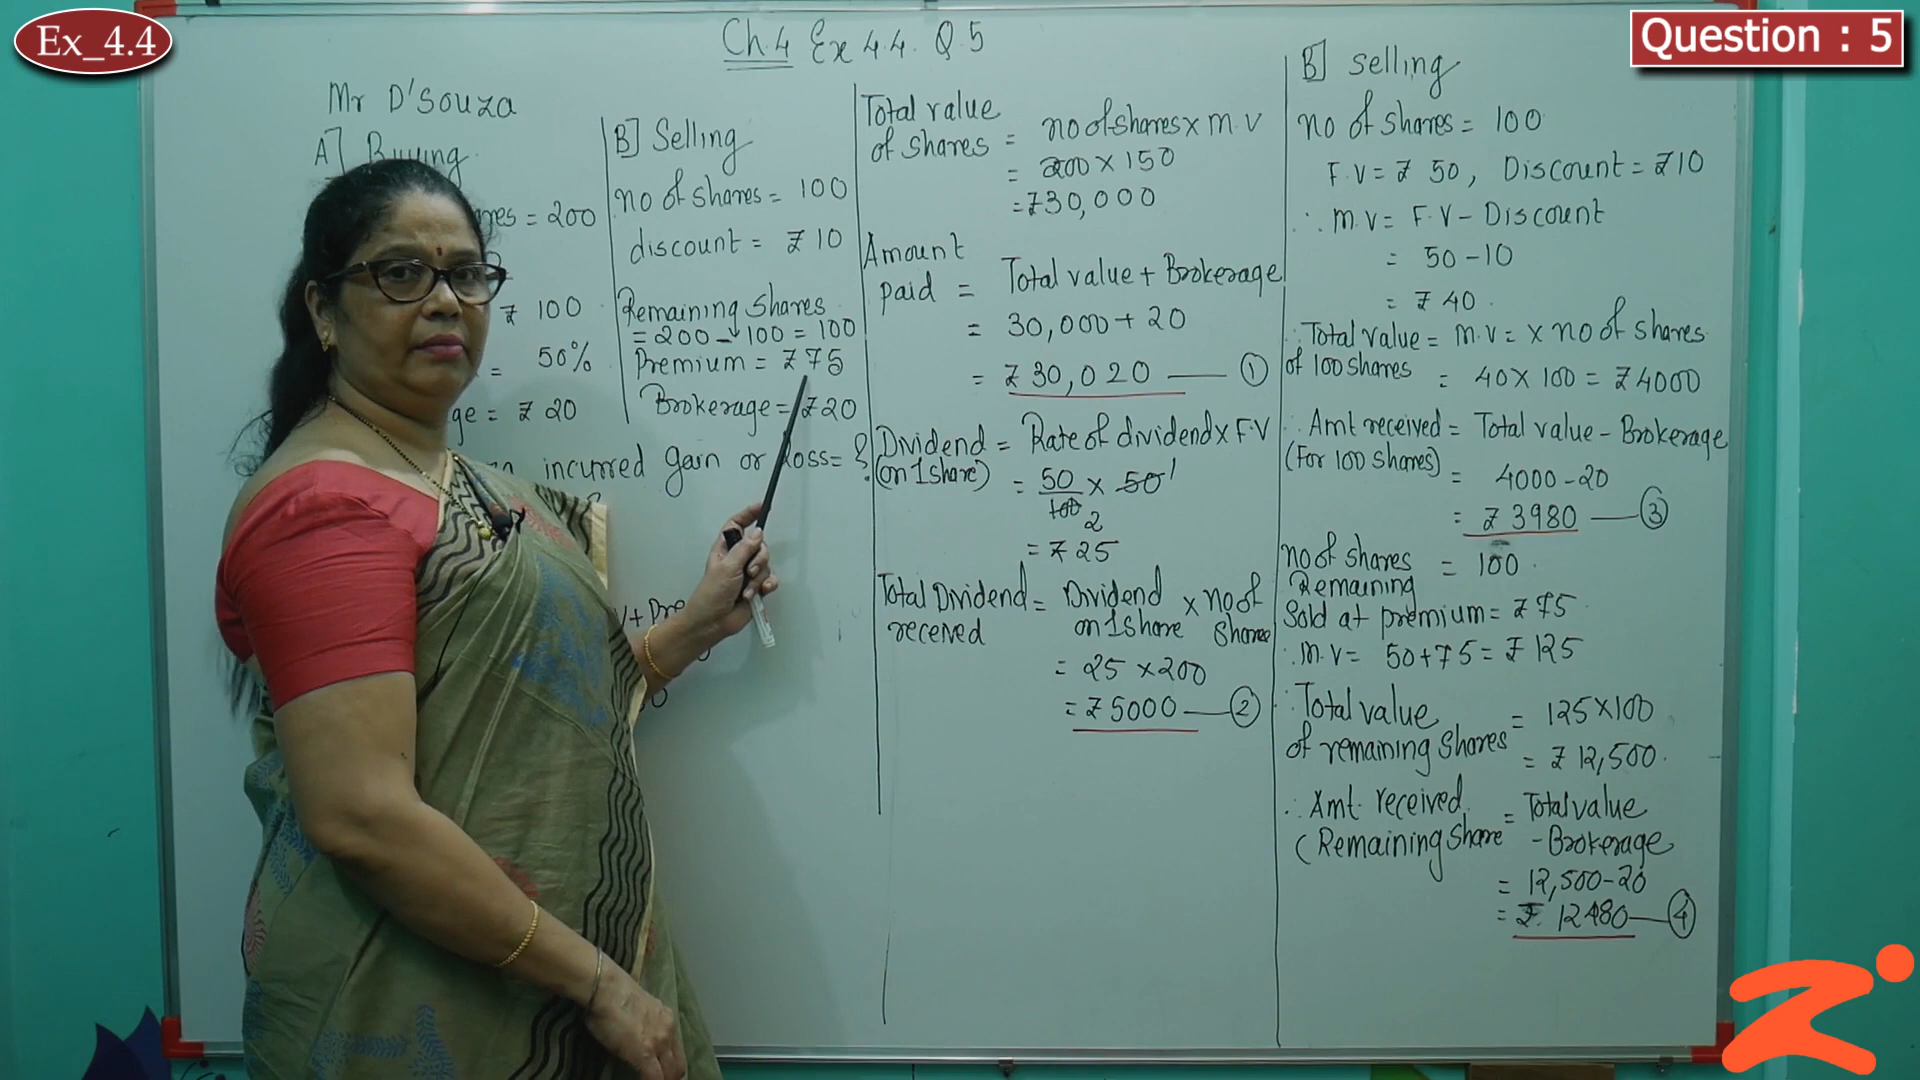 Ex_4.4
Question : 5
Ch.4 Ex 4.4. Q.5
Mr D'Souza
A] Buying
= 200
₹ 100
= 50%
= ₹ 20
incurred gain or loss = ?
B] Selling
no of shares = 100
discount = ₹ 10
Remaining shares
= 200 - 100 = 100
Premium = ₹ 75
Brokerage = ₹ 20
Total value
of shares = no of shares x M.V
= 200 x 150
= ₹30,000
Amount
paid = Total value + Brokerage
= 30,000 + 20
= ₹ 30,020 — ①
Dividend = Rate of dividend x F.V
(on 1 share)
= 50/100 x 50 1
2
= ₹ 25
Total Dividend = Dividend x no of
received on 1 share share
= 25 x 200
= ₹ 5000 — ②
B] Selling
no of shares = 100
F.V = ₹ 50, Discount = ₹10
∴ M.V = F.V - Discount
= 50 - 10
= ₹ 40.
∴ Total value = M.V = x no of shares
of 100 shares = 40 x 100 = ₹ 4000
∴ Amt received = Total value - Brokerage
(For 100 shares) = 4000 - 20
= ₹ 3980 — ③
no of shares = 100.
Remaining
Sold at premium = ₹ 75
∴ M.V = 50 + 75 = ₹ 125
∴ Total value = 125 x 100
of remaining shares = ₹ 12,500.
∴ Amt. received = Total value
(Remaining share - Brokerage
= 12,500 - 20
= ₹ 12480 — ④